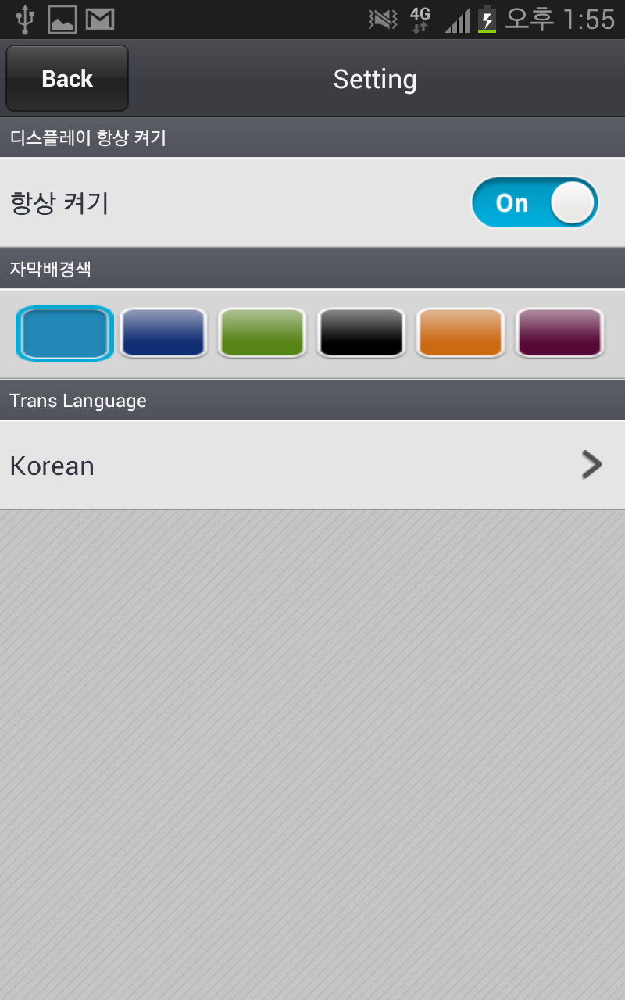 4G 오후 1:55
Back
Setting
디스플레이 항상 켜기
항상 켜기
On
자막배경색
Trans Language
Korean